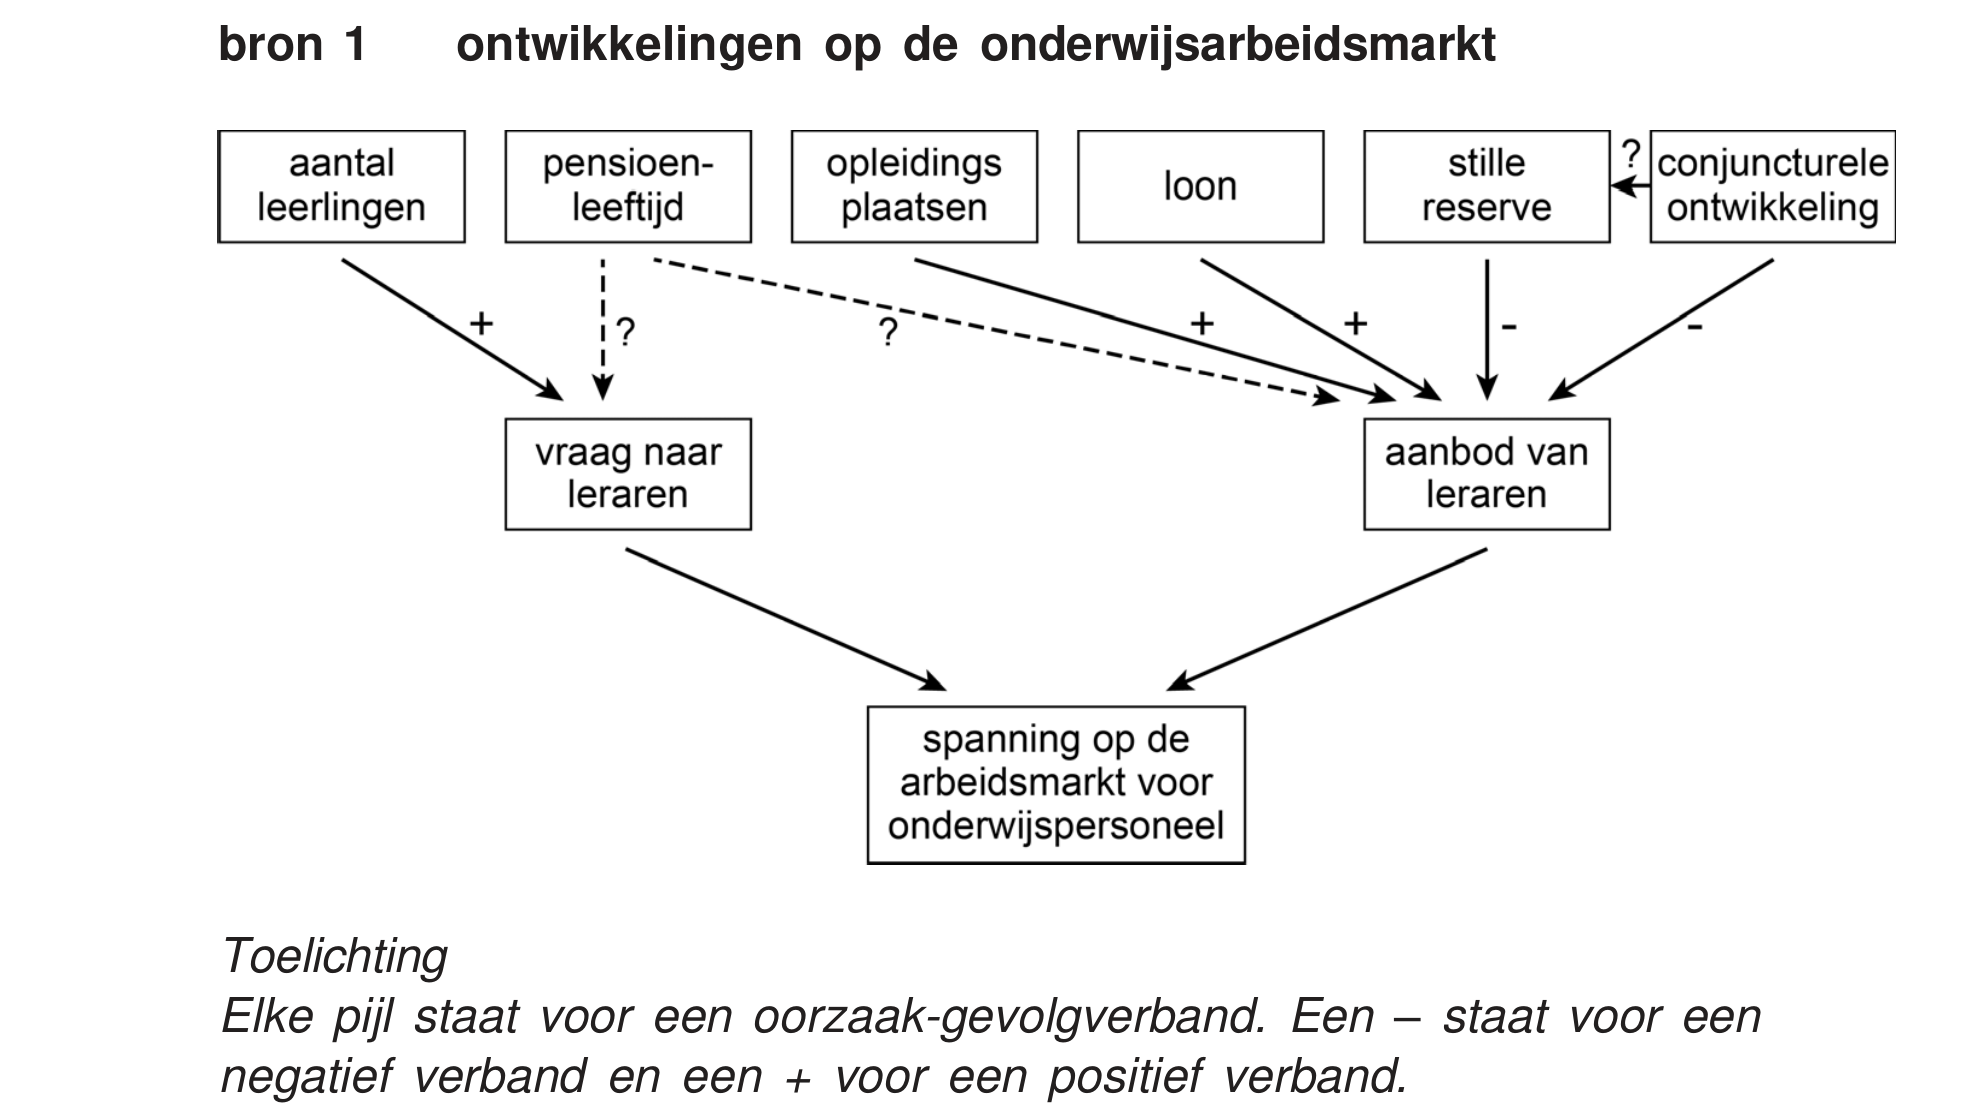 bron 1 ontwikkelingen op de onderwijsarbeidsmarkt
aantal
leerlingen
pensioen-
leeftijd
opleidings
plaatsen
loon
stille
reserve
?
conjuncturele
ontwikkeling
+
?
?
+
+
-
-
vraag naar
leraren
aanbod van
leraren
spanning op de
arbeidsmarkt voor
onderwijspersoneel
Toelichting
Elke pijl staat voor een oorzaak-gevolgverband. Een – staat voor een
negatief verband en een + voor een positief verband.